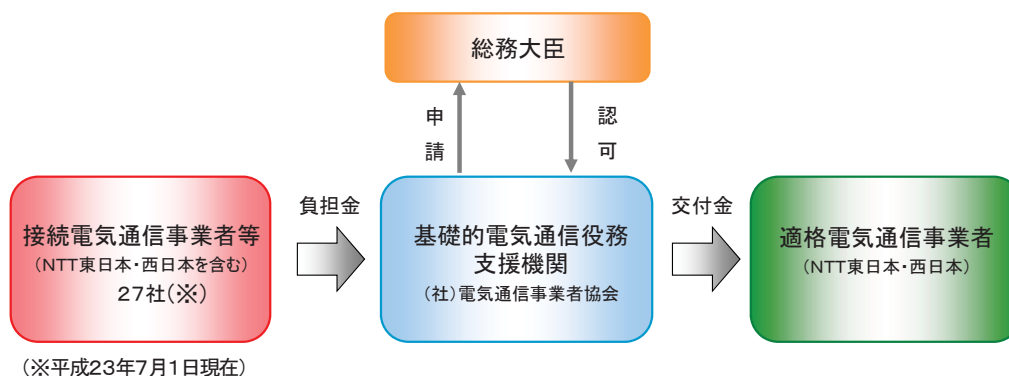 総務大臣
申請
認可
接続電気通信事業者等
(NTT東日本・西日本を含む)
27社(※)
負担金
基礎的電気通信役務
支援機関
(社)電気通信事業者協会
交付金
適格電気通信事業者
(NTT東日本・西日本)
(※平成23年7月1日現在)